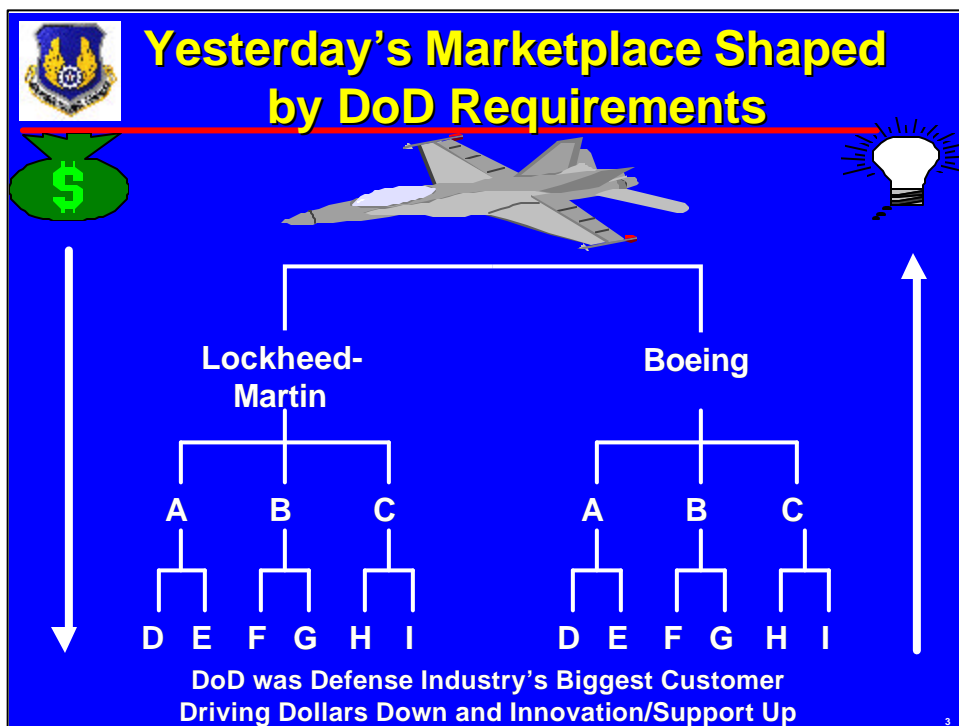 Yesterday’s Marketplace Shaped
by DoD Requirements
$
Lockheed-
Martin
Boeing
A B C A B C
D E F G H I D E F G H I
DoD was Defense Industry’s Biggest Customer
Driving Dollars Down and Innovation/Support Up
3